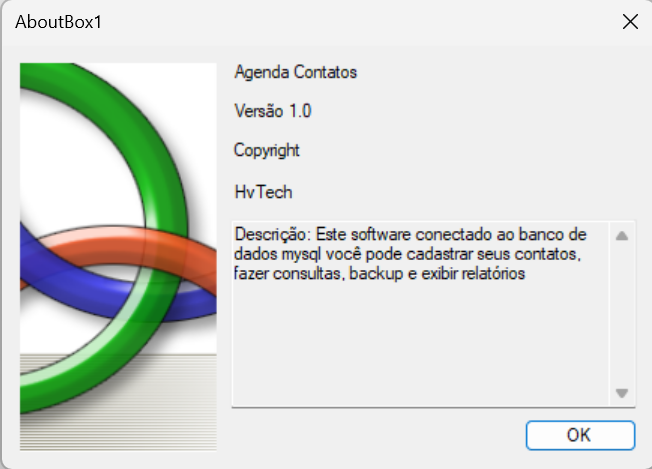 AboutBox1
Agenda Contatos
Versão 1.0
Copyright
HvTech
Descrição: Este software conectado ao banco de
dados mysql você pode cadastrar seus contatos,
fazer consultas, backup e exibir relatórios
OK